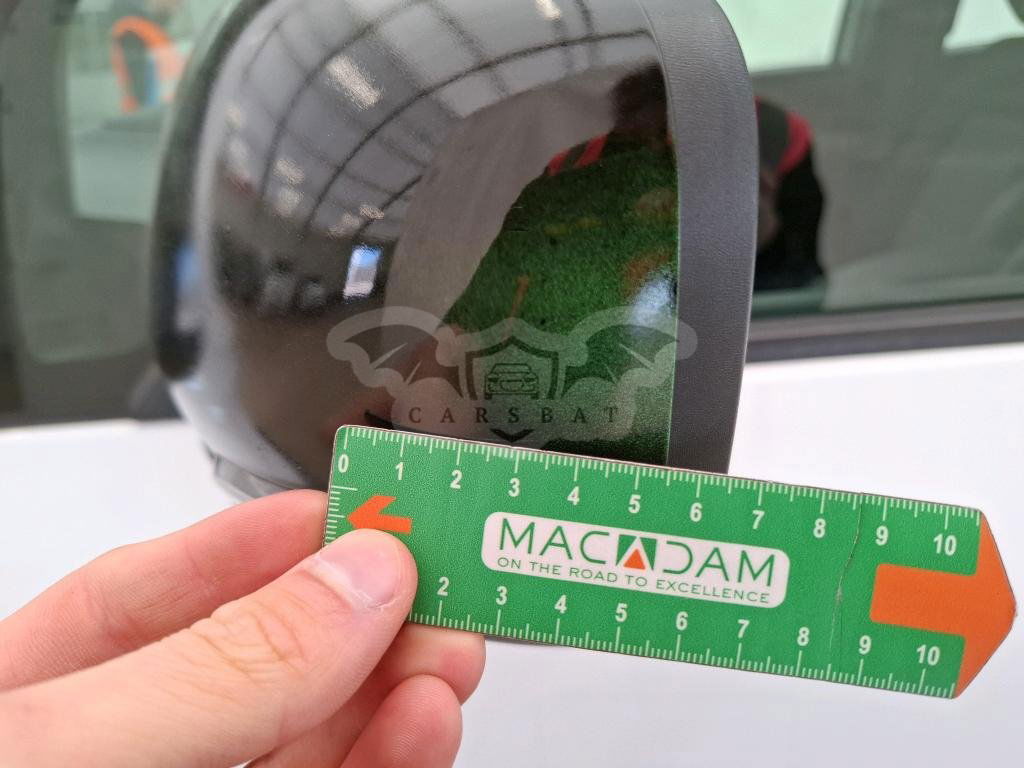 CARSBAT
0 1 2 3 4 5 6 7 8 9 10
MACADAM
ON THE ROAD TO EXCELLENCE
2 3 4 5 6 7 8 9 10